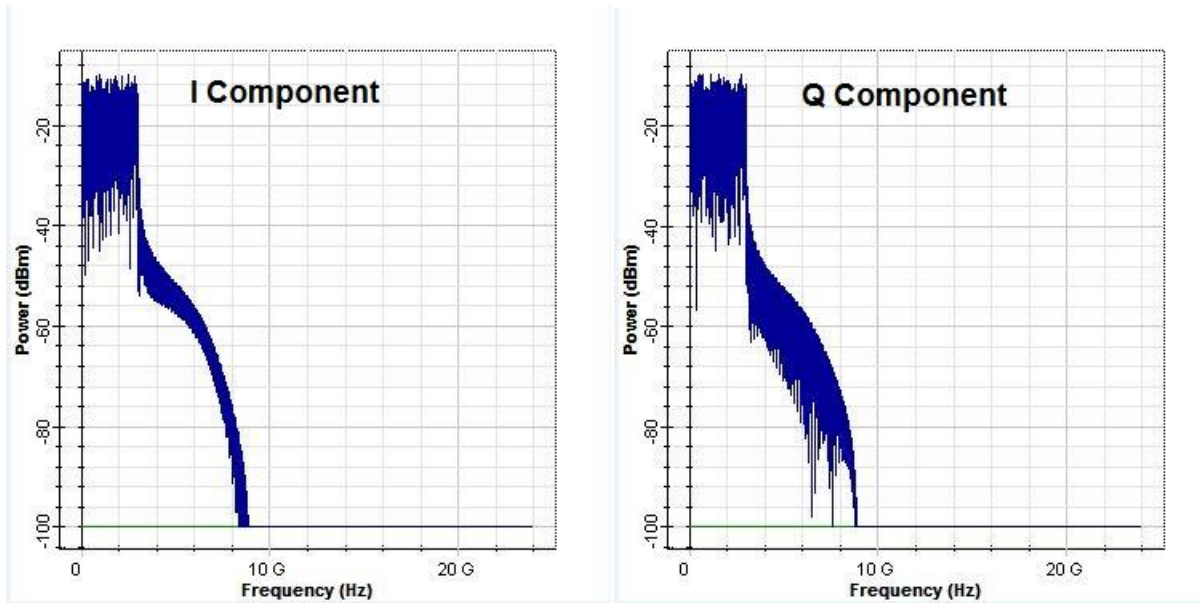 I Component
Power (dBm)
-20
-40
-60
-80
-100
0
10 G
20 G
Frequency (Hz)
Q Component
Power (dBm)
-20
-40
-60
-80
-100
0
10 G
20 G
Frequency (Hz)